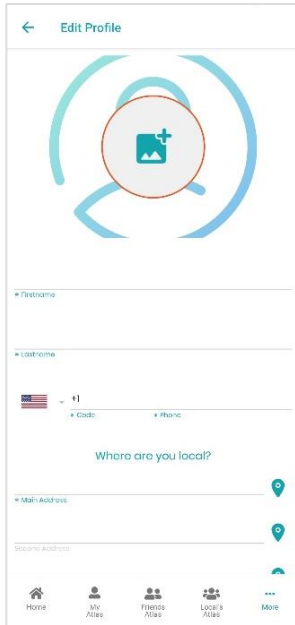 Edit Profile
* Firstname
* Lastname
+1
* Code * Phone
Where are you local?
* Main Address
Second Address
Home My Atlas Friends Atlas Local's Atlas More